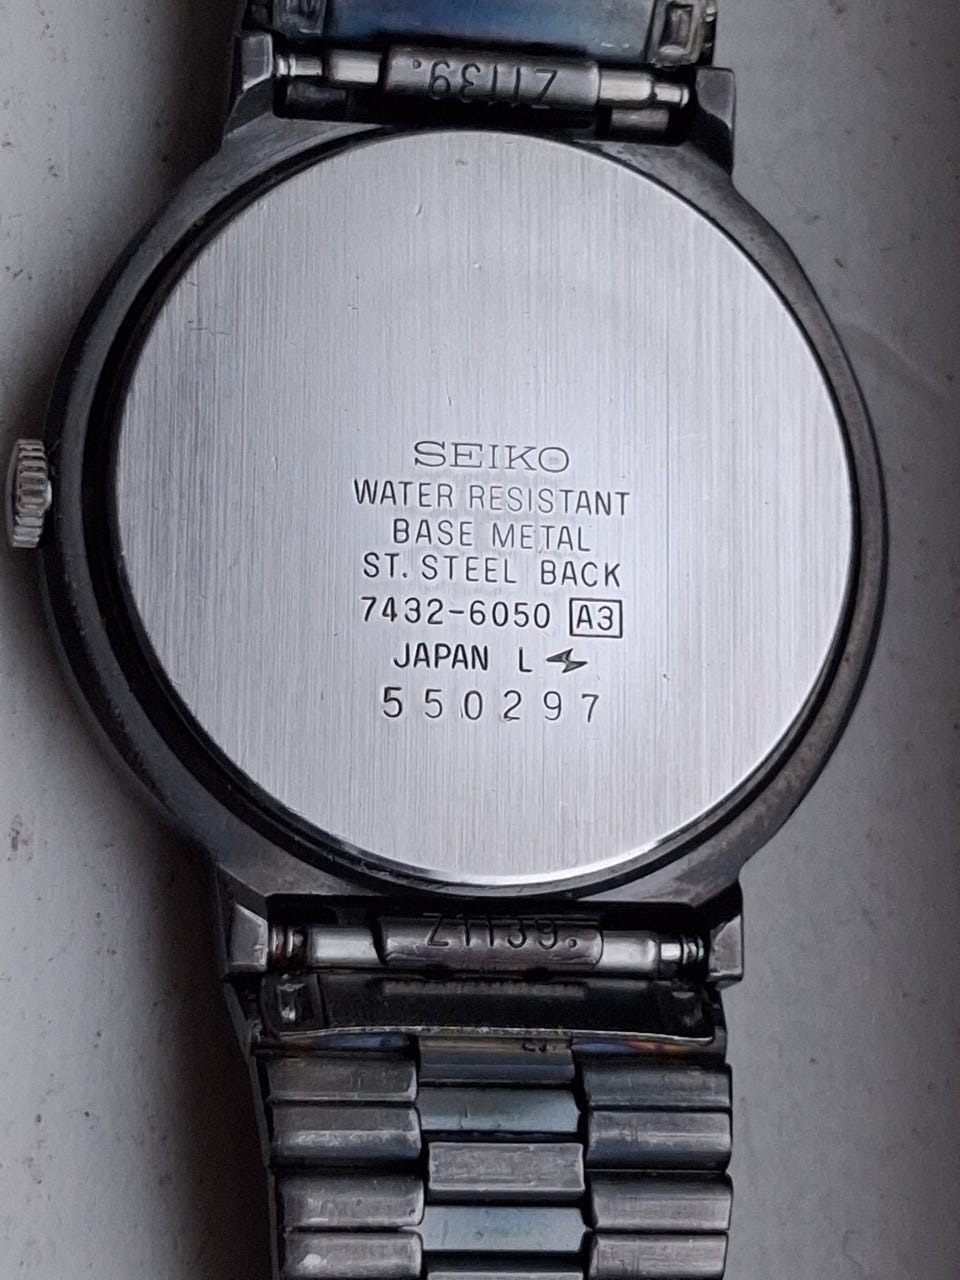 Z1139.
SEIKO
WATER RESISTANT
BASE METAL
ST. STEEL BACK
7432-6050 A3
JAPAN L
550297
Z1139.